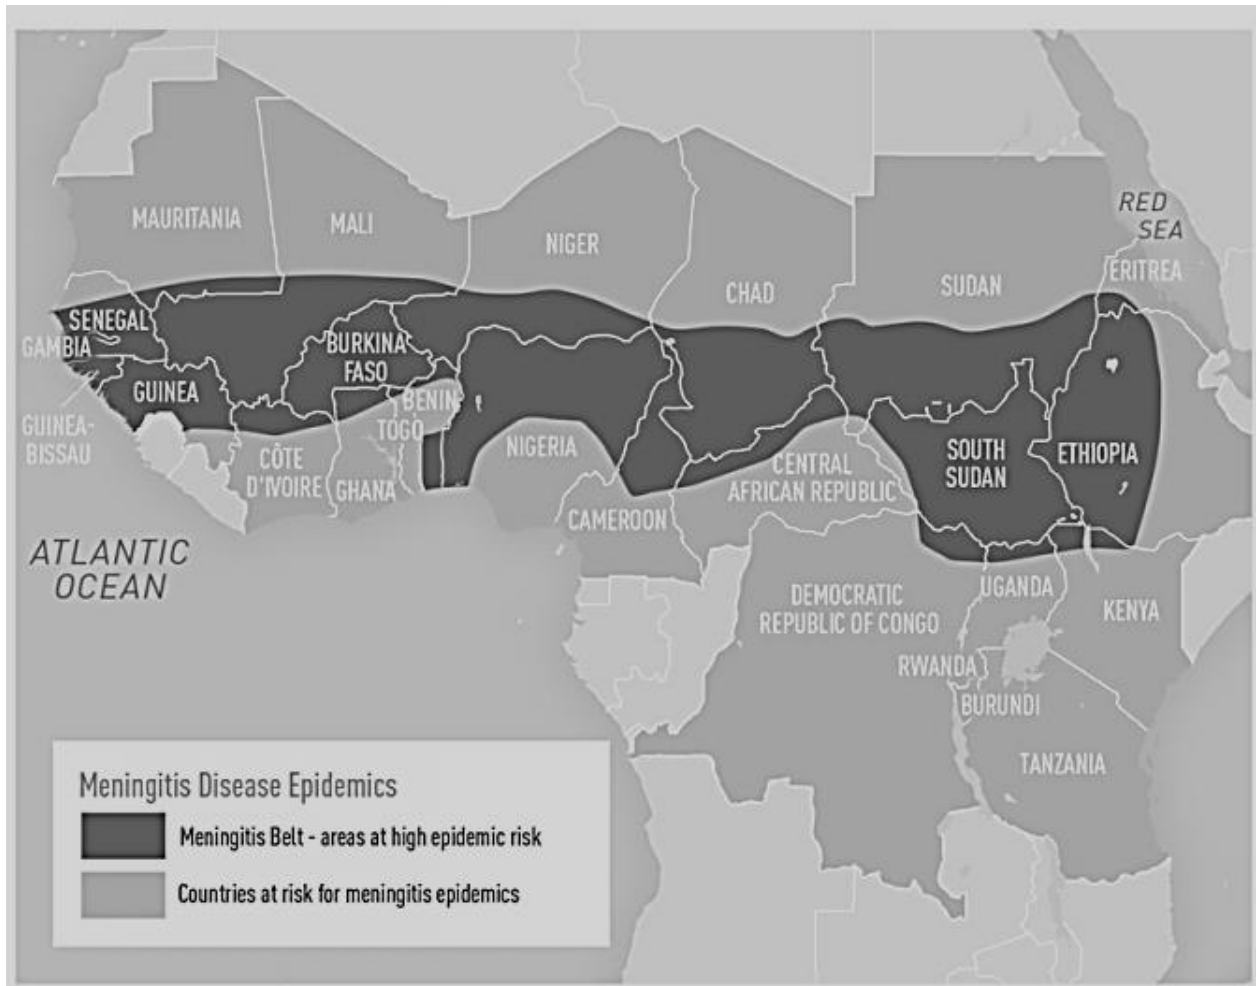 RED
SEA
MAURITANIA
MALI
NIGER
CHAD
SUDAN
ERITREA
SENEGAL
GAMBIA
BURKINA
FASO
GUINEA
BENIN
TOGO
GUINEA-
BISSAU
CÔTE
D'IVOIRE
GHANA
NIGERIA
CAMEROON
CENTRAL
AFRICAN REPUBLIC
SOUTH
SUDAN
ETHIOPIA
ATLANTIC
OCEAN
DEMOCRATIC
REPUBLIC OF CONGO
UGANDA
KENYA
RWANDA
BURUNDI
TANZANIA
Meningitis Disease Epidemics
Meningitis Belt - areas at high epidemic risk
Countries at risk for meningitis epidemics